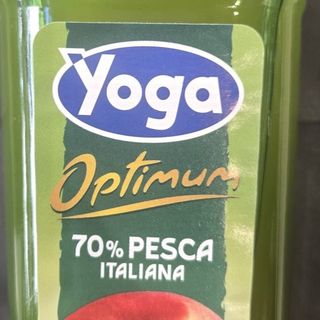 Yoga
Optimum
70% PESCA
ITALIANA